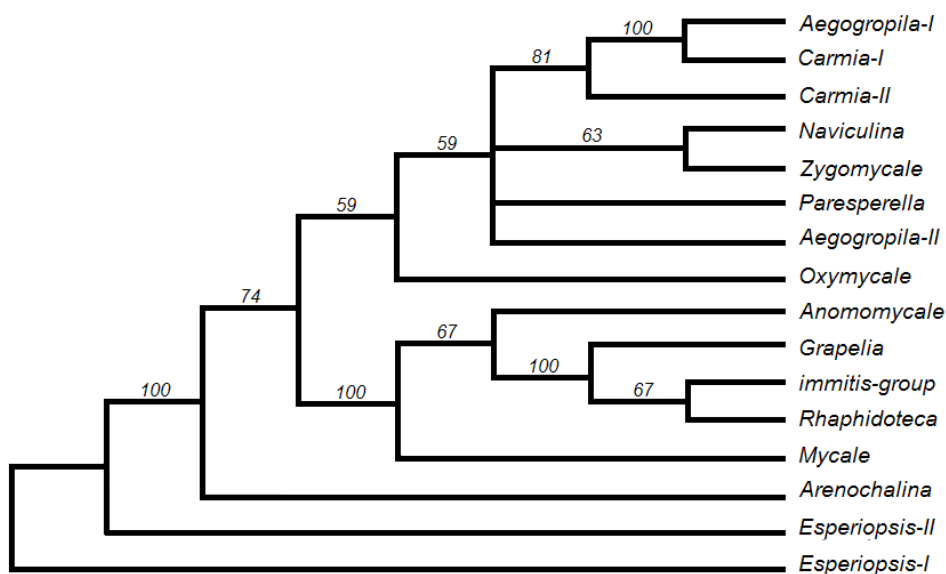 Aegogropila-I
100
Carmia-I
81
Carmia-II
Naviculina
63
59
Zygomycale
59
Paresperella
Aegogropila-II
Oxymycale
74
Anomomycale
67
Grapelia
100
immitis-group
100
100
67
Rhaphidoteca
Mycale
Arenochalina
Esperiopsis-II
Esperiopsis-I